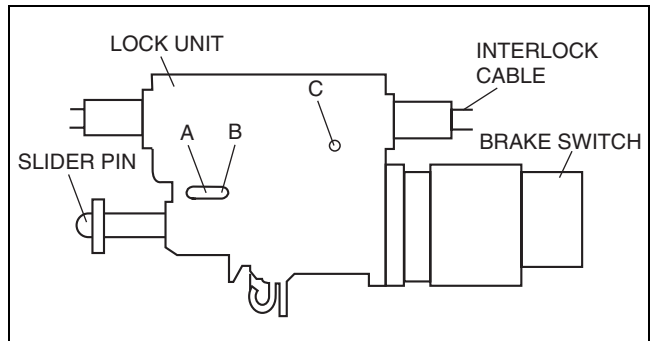 LOCK UNIT
INTERLOCK
CABLE
C
A
B
BRAKE SWITCH
SLIDER PIN